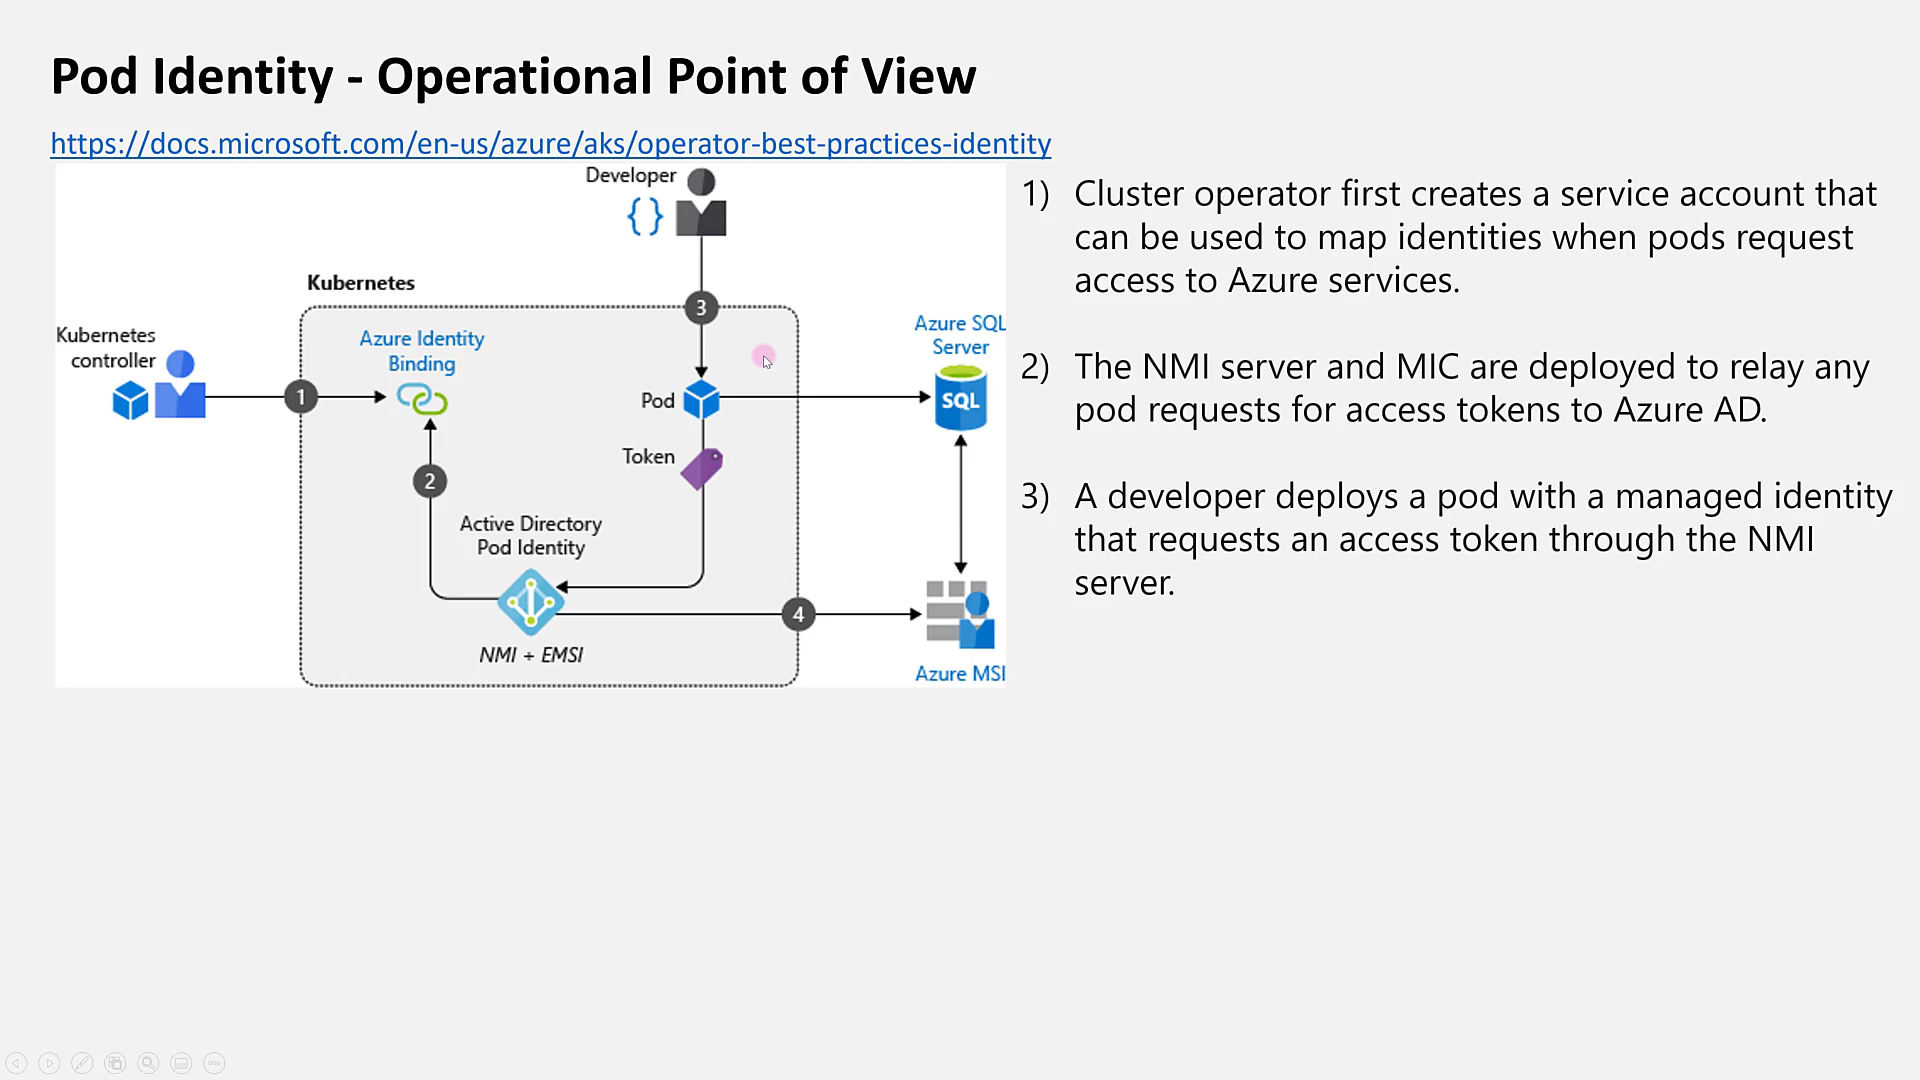 Pod Identity - Operational Point of View
https://docs.microsoft.com/en-us/azure/aks/operator-best-practices-identity
Developer
Kubernetes
Kubernetes
controller
1
Azure Identity
Binding
2
3
Pod
Token
Active Directory
Pod Identity
NMI + EMSI
4
Azure SQL
Server
SQL
Azure MSI
1) Cluster operator first creates a service account that
can be used to map identities when pods request
access to Azure services.
2) The NMI server and MIC are deployed to relay any
pod requests for access tokens to Azure AD.
3) A developer deploys a pod with a managed identity
that requests an access token through the NMI
server.